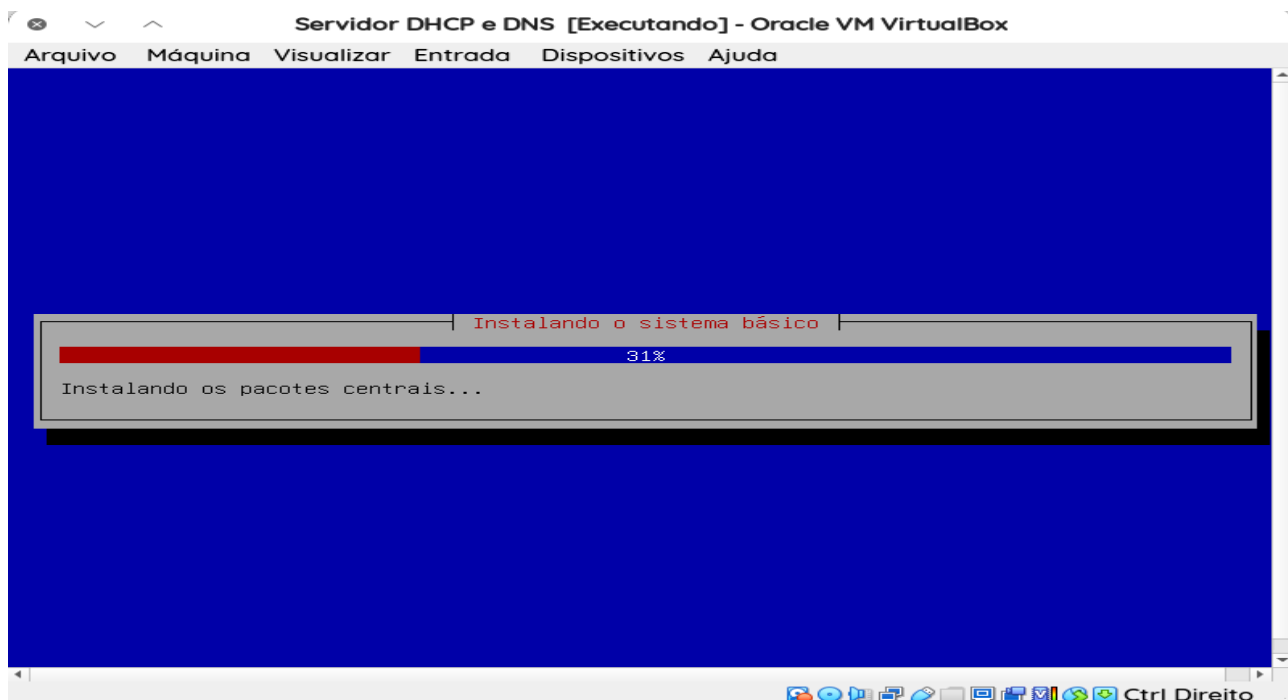 Servidor DHCP e DNS [Executando] - Oracle VM VirtualBox
Arquivo Máquina Visualizar Entrada Dispositivos Ajuda
Instalando o sistema básico
31%
Instalando os pacotes centrais...
Ctrl Direito